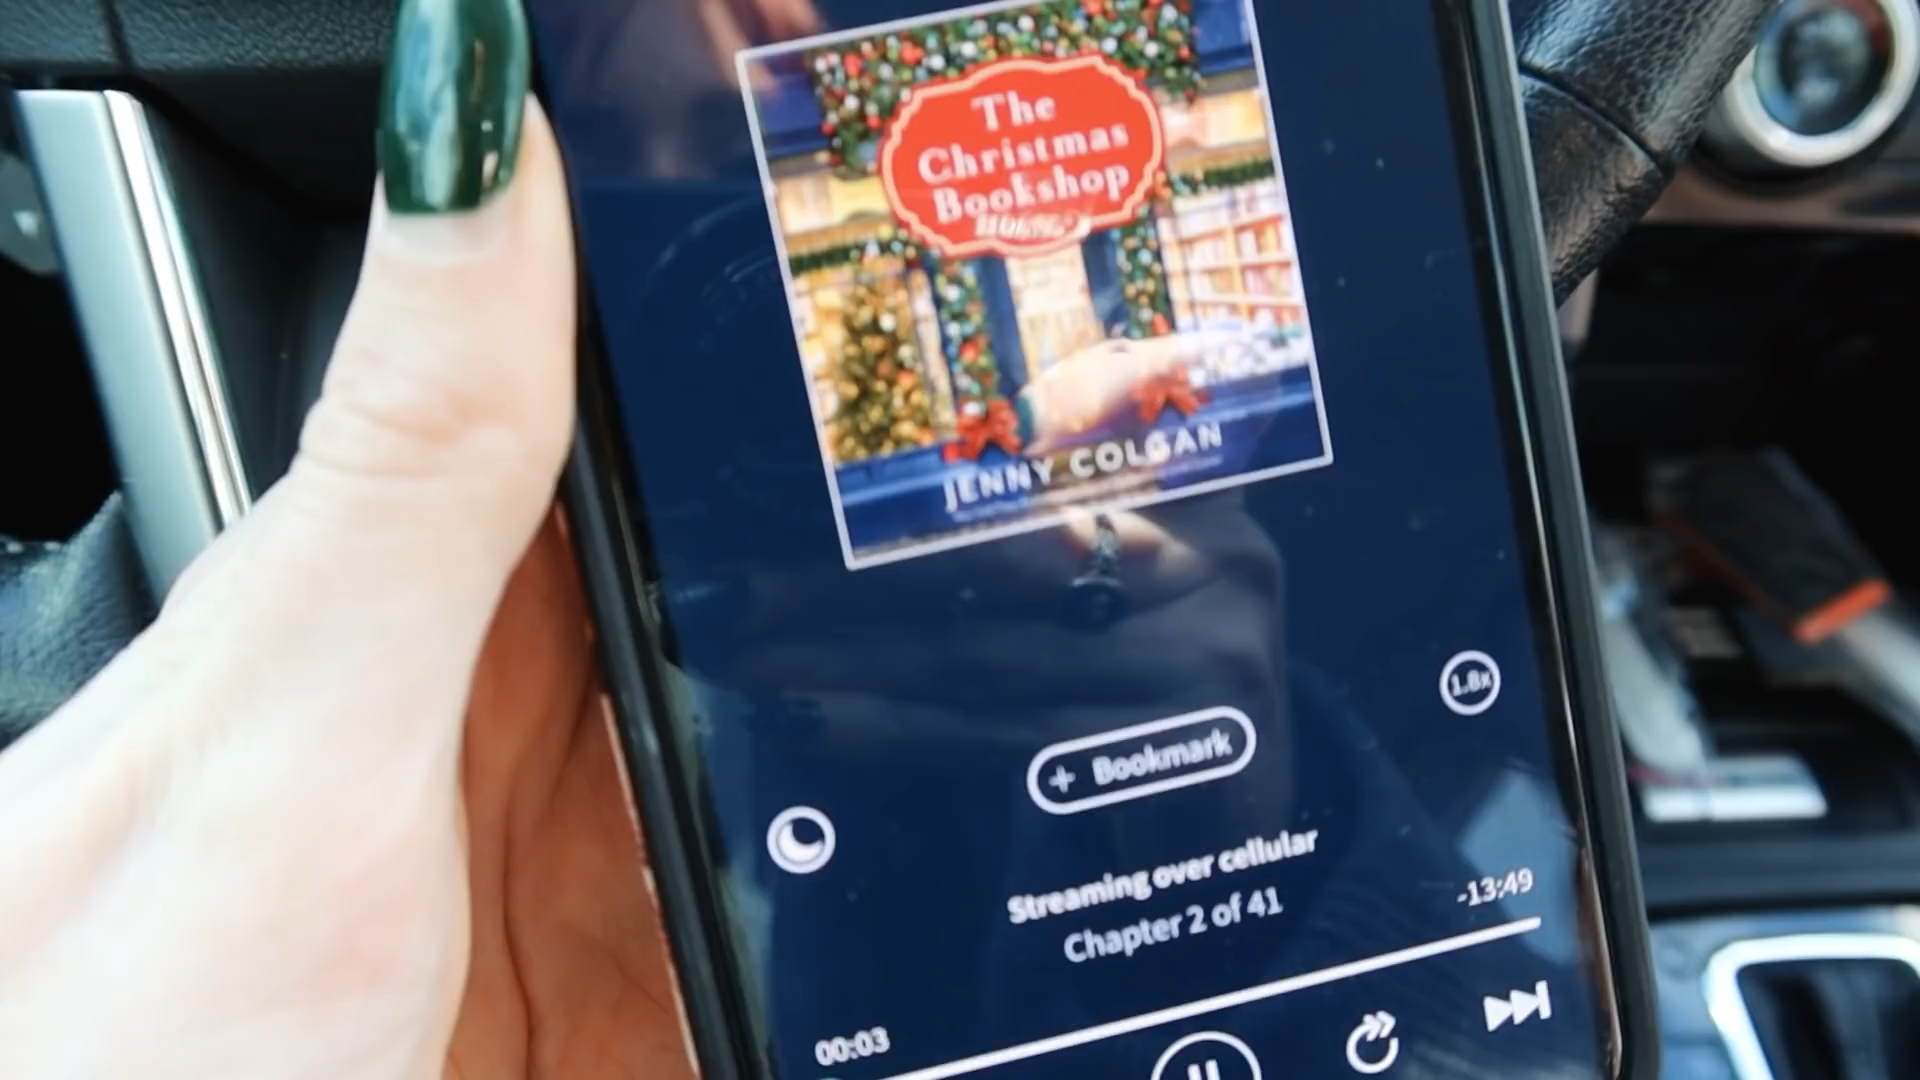 The
Christmas
Bookshop
JENNY COLGAN
1.8x
+ Bookmark
Streaming over cellular
Chapter 2 of 41
-13:49
00:03